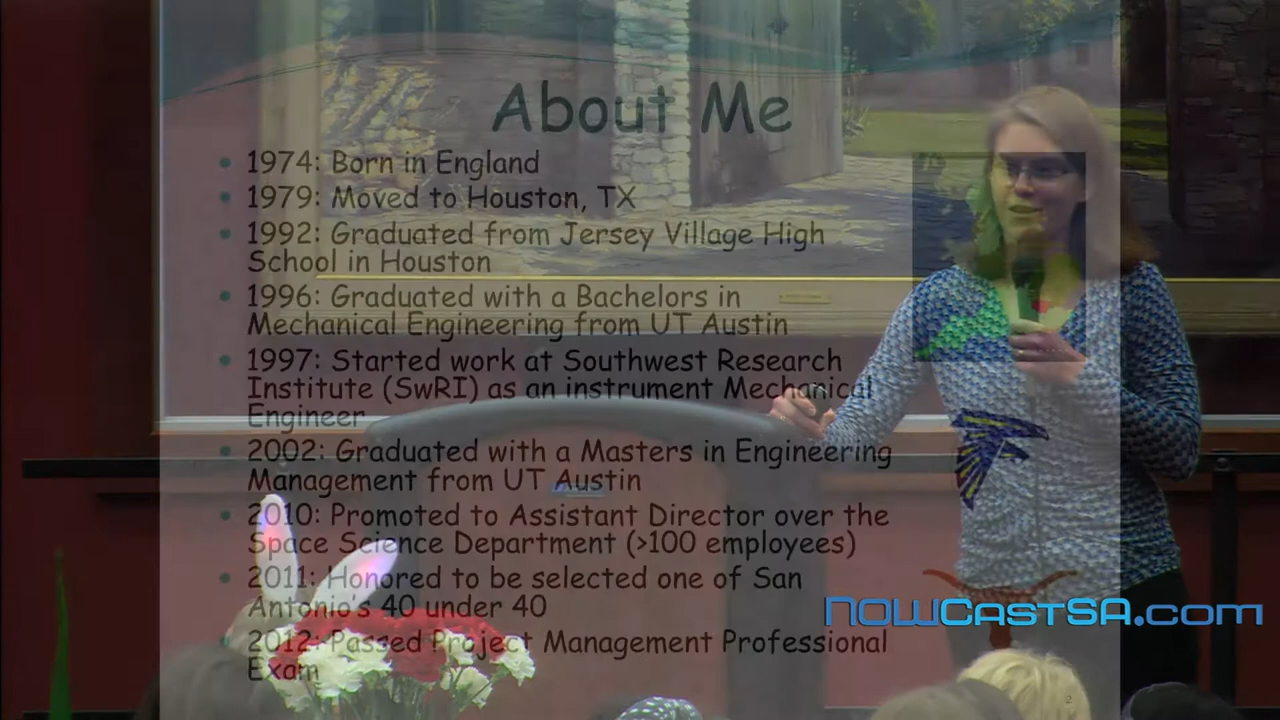 About Me
• 1974: Born in England
• 1979: Moved to Houston, TX
• 1992: Graduated from Jersey Village High
School in Houston
• 1996: Graduated with a Bachelors in
Mechanical Engineering from UT Austin
• 1997: Started work at Southwest Research
Institute (SwRI) as an instrument Mechanical
Engineer
• 2002: Graduated with a Masters in Engineering
Management from UT Austin
• 2010: Promoted to Assistant Director over the
Space Science Department (>100 employees)
• 2011: Honored to be selected one of San
Antonio's 40 under 40
• 2012: Passed Project Management Professional
Exam
NOWCastSA.com
2